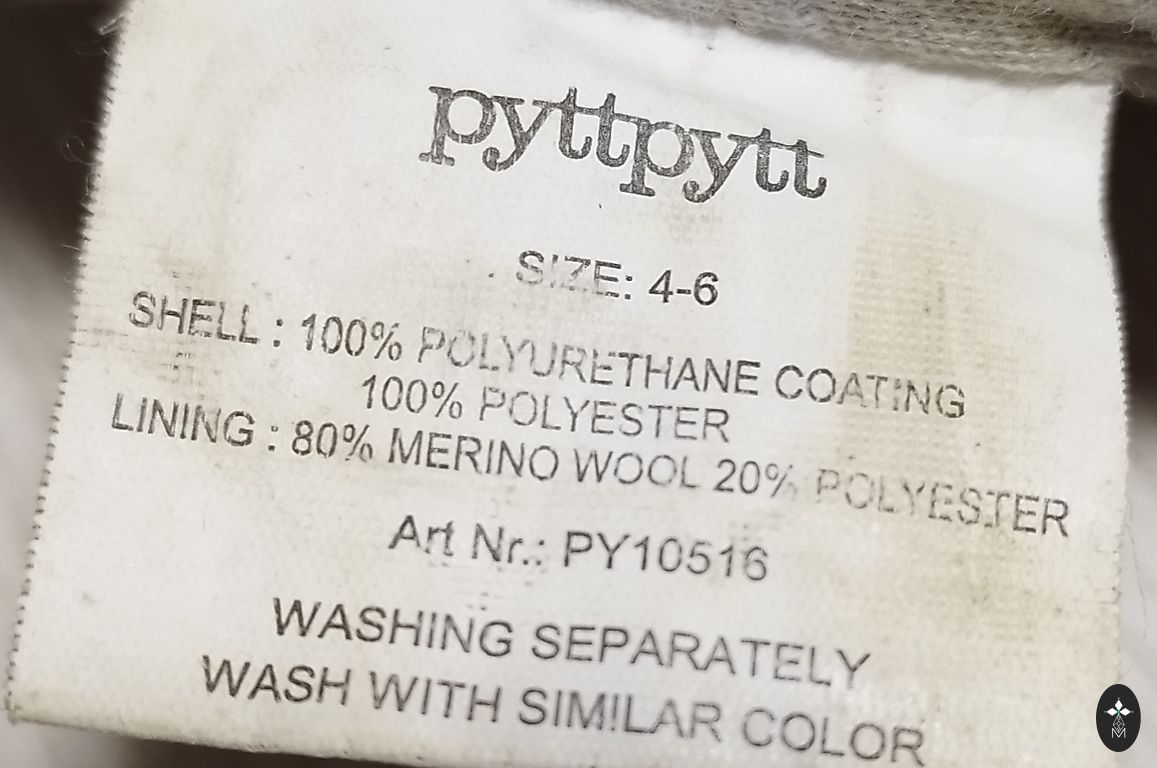 pyttpytt
SIZE: 4-6
SHELL : 100% POLYURETHANE COATING
100% POLYESTER
LINING : 80% MERINO WOOL 20% POLYESTER
Art Nr.: PY10516
WASHING SEPARATELY
WASH WITH SIMILAR COLOR
M